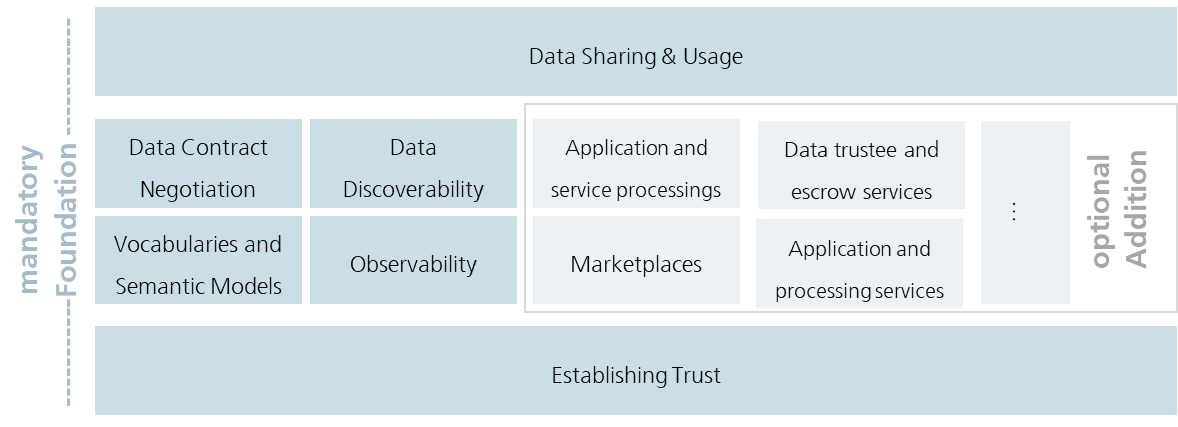 mandatory
Foundation
Data Sharing & Usage
Data Contract
Negotiation
Data
Discoverability
Application and
service processings
Data trustee and
escrow services
...
optional
Addition
Vocabularies and
Semantic Models
Observability
Marketplaces
Application and
processing services
Establishing Trust